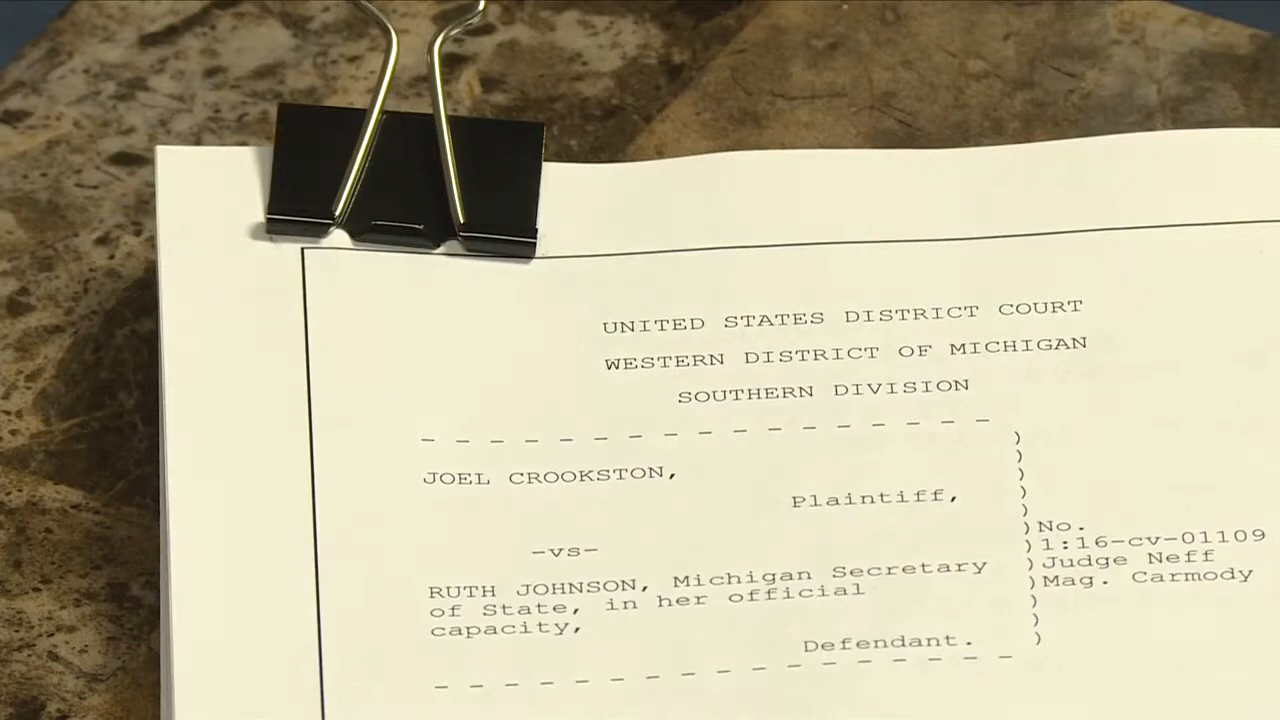 UNITED STATES DISTRICT COURT
WESTERN DISTRICT OF MICHIGAN
SOUTHERN DIVISION
- - - - - - - - - - - - - - - - -
JOEL CROOKSTON,
Plaintiff,
-vs-
RUTH JOHNSON, Michigan Secretary
of State, in her official
capacity,
Defendant.
- - - - - - - - - - - - - - - - -
)
)
)
)
)
)No.
)1:16-cv-01109
)Judge Neff
)Mag. Carmody
)
)
)